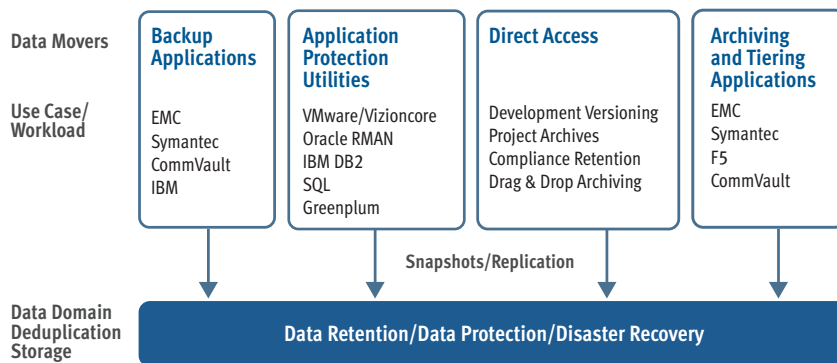 Data Movers
Backup
Applications
Application
Protection
Utilities
Direct Access
Archiving
and Tiering
Applications
Use Case/
Workload
EMC
Symantec
CommVault
IBM
VMware/Vizioncore
Oracle RMAN
IBM DB2
SQL
Greenplum
Development Versioning
Project Archives
Compliance Retention
Drag & Drop Archiving
EMC
Symantec
F5
CommVault
Snapshots/Replication
Data Domain
Deduplication
Storage
Data Retention/Data Protection/Disaster Recovery